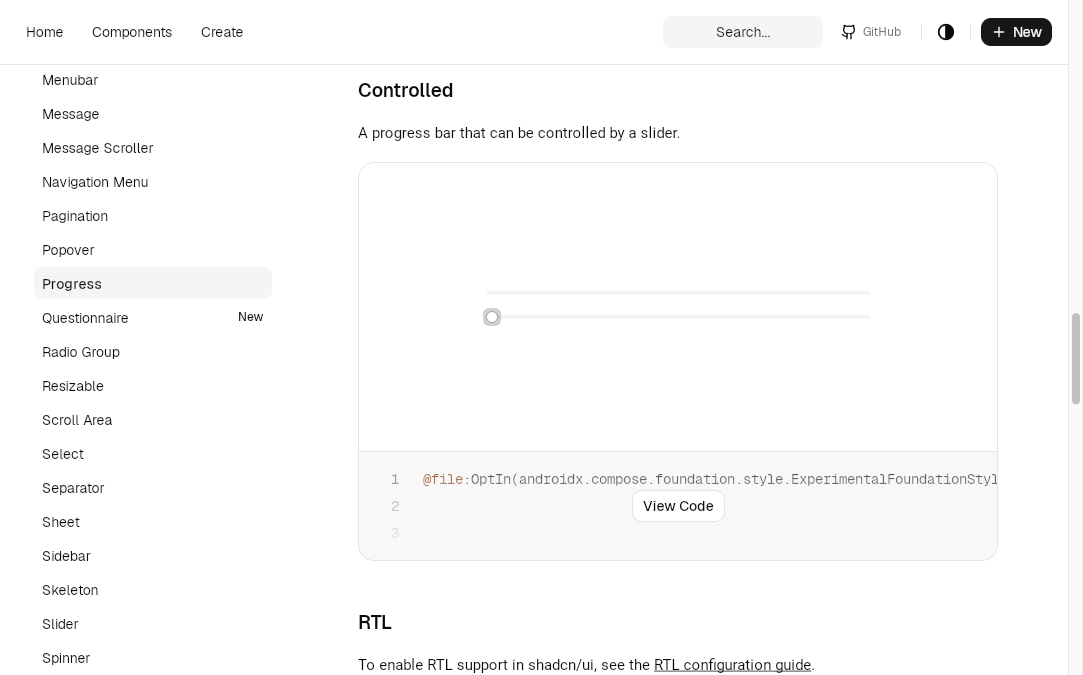 Home
Components
Create
Search...
GitHub
New
Menubar
Message
Message Scroller
Navigation Menu
Pagination
Popover
Progress
Questionnaire
New
Radio Group
Resizable
Scroll Area
Select
Separator
Sheet
Sidebar
Skeleton
Slider
Spinner
Controlled
A progress bar that can be controlled by a slider.
1 @file:OptIn(androidx.compose.foundation.style.ExperimentalFoundationStyl
2
View Code
3
RTL
To enable RTL support in shadcn/ui, see the RTL configuration guide.